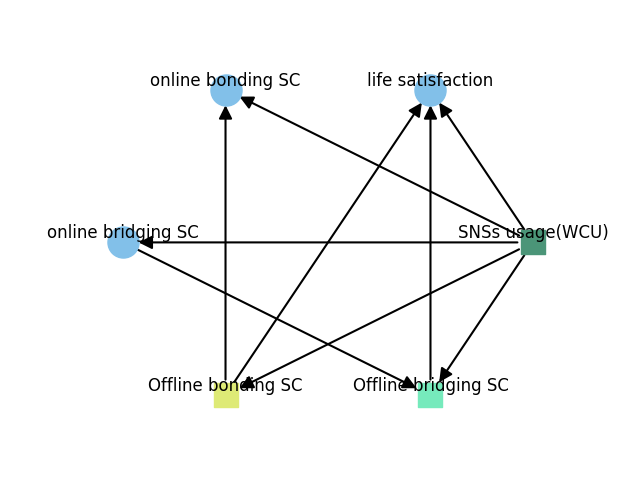 online bonding SC
life satisfaction
online bridging SC
SNSs usage(WCU)
Offline bonding SC
Offline bridging SC